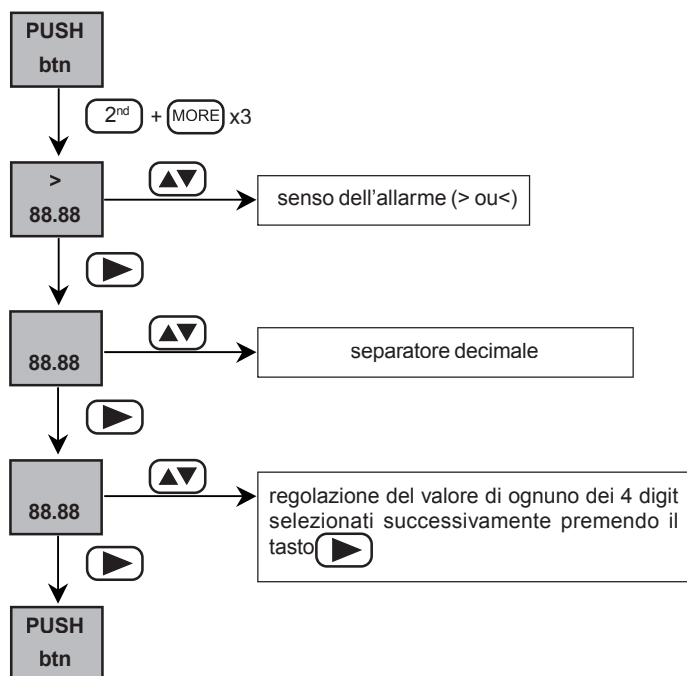 PUSH
btn
2nd + MORE x3
>
88.88
senso dell'allarme (> ou<)
88.88
separatore decimale
88.88
regolazione del valore di ognuno dei 4 digit
selezionati successivamente premendo il
tasto
PUSH
btn